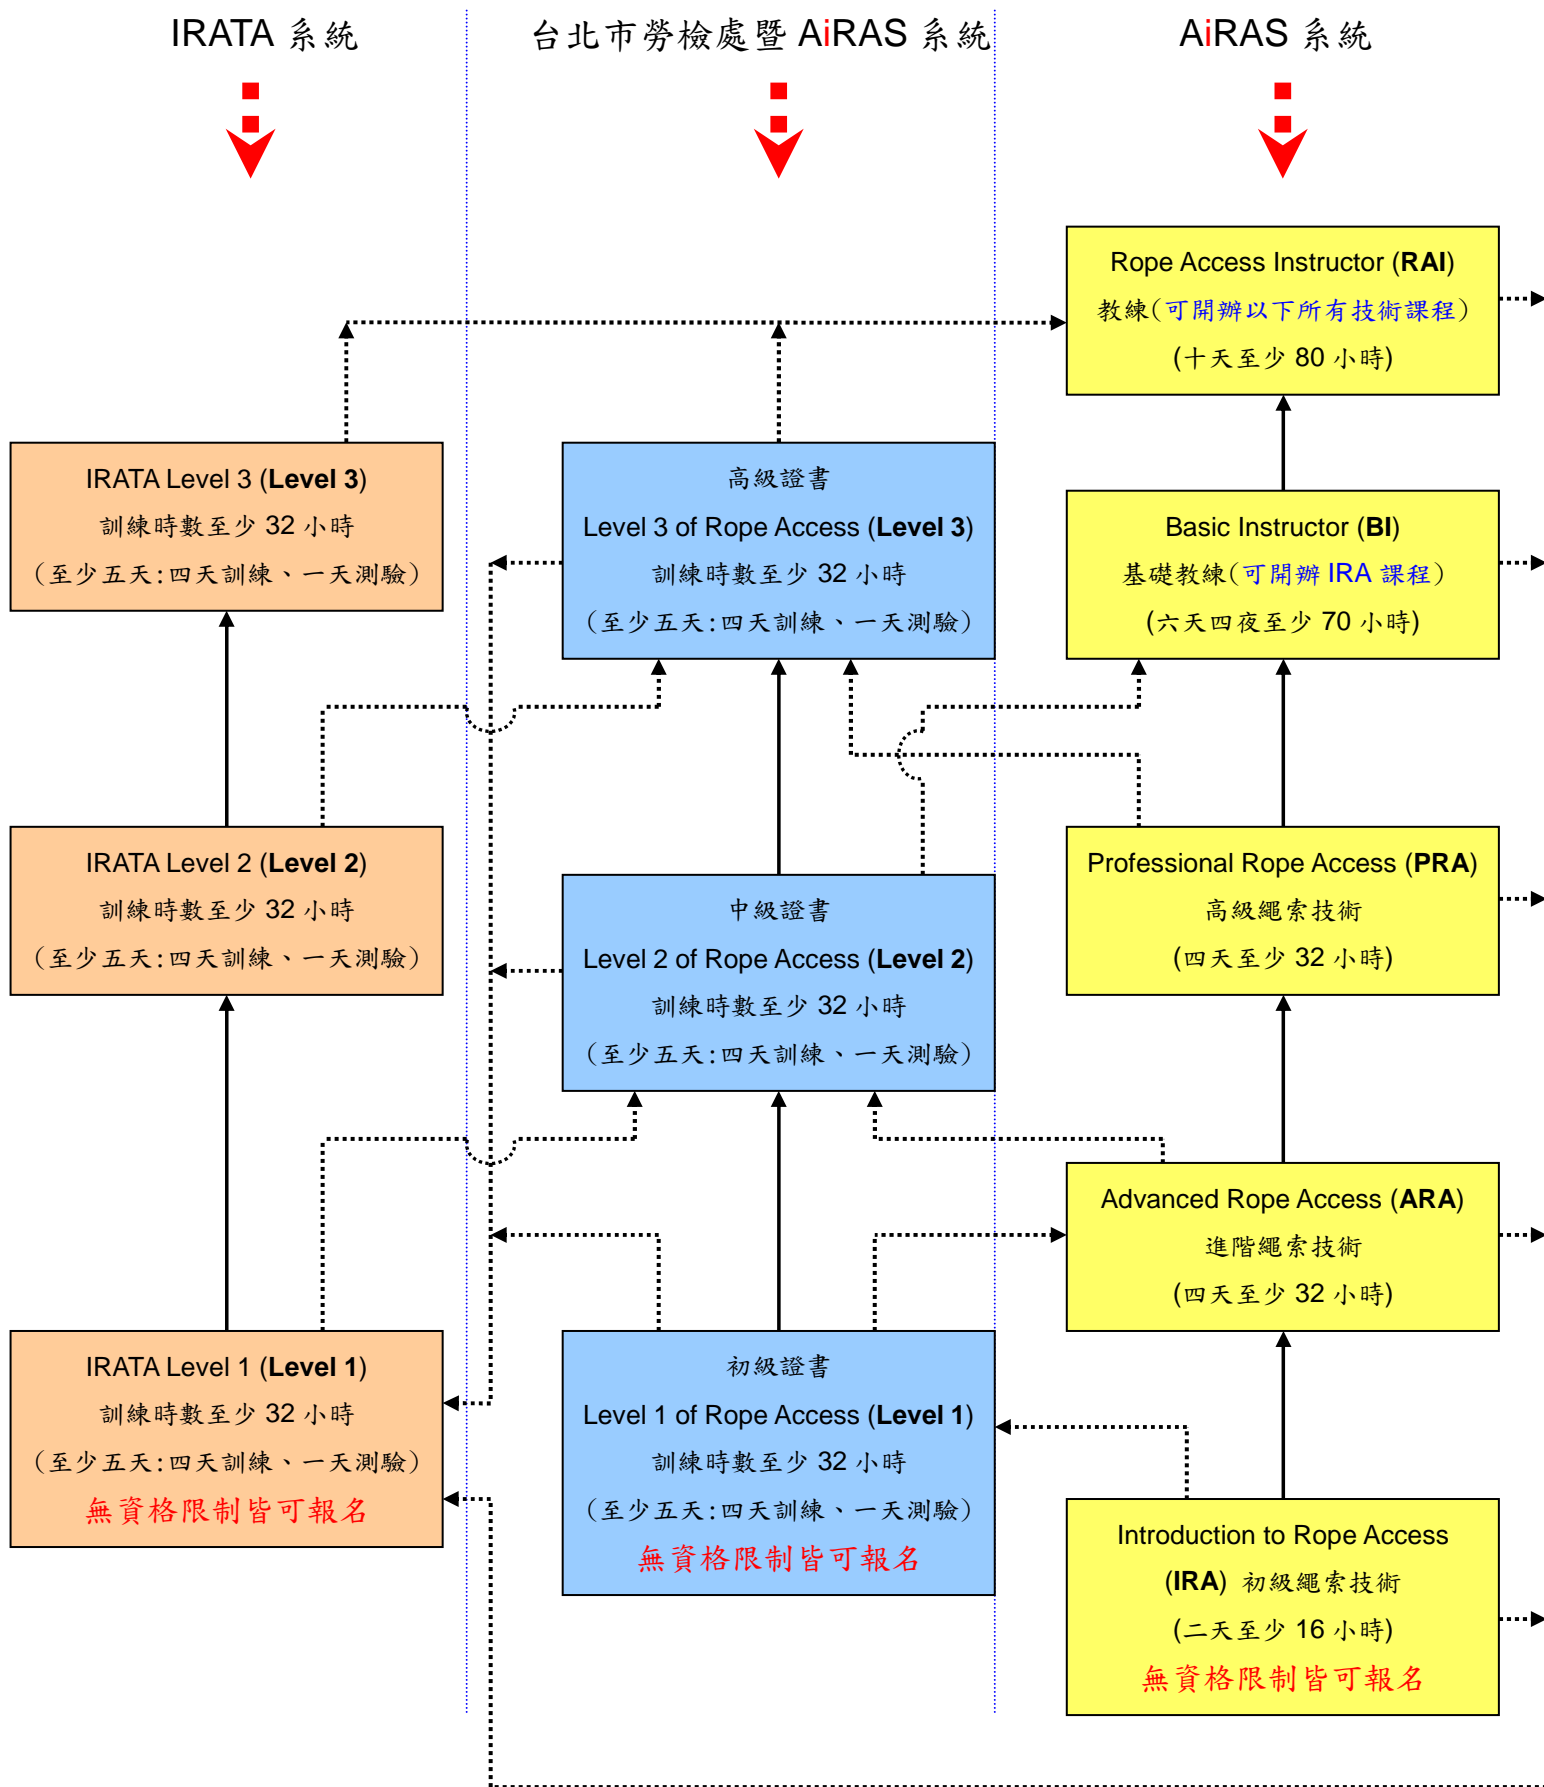 IRATA 系統
台北市勞檢處暨 AiRAS 系統
AiRAS 系統
Rope Access Instructor (RAI)
教練(可開辦以下所有技術課程)
(十天至少 80 小時)
IRATA Level 3 (Level 3)
訓練時數至少 32 小時
(至少五天:四天訓練、一天測驗)
高級證書
Level 3 of Rope Access (Level 3)
訓練時數至少 32 小時
(至少五天:四天訓練、一天測驗)
Basic Instructor (BI)
基礎教練(可開辦 IRA 課程)
(六天四夜至少 70 小時)
IRATA Level 2 (Level 2)
訓練時數至少 32 小時
(至少五天:四天訓練、一天測驗)
中級證書
Level 2 of Rope Access (Level 2)
訓練時數至少 32 小時
(至少五天:四天訓練、一天測驗)
Professional Rope Access (PRA)
高級繩索技術
(四天至少 32 小時)
Advanced Rope Access (ARA)
進階繩索技術
(四天至少 32 小時)
IRATA Level 1 (Level 1)
訓練時數至少 32 小時
(至少五天:四天訓練、一天測驗)
無資格限制皆可報名
初級證書
Level 1 of Rope Access (Level 1)
訓練時數至少 32 小時
(至少五天:四天訓練、一天測驗)
無資格限制皆可報名
Introduction to Rope Access
(IRA) 初級繩索技術
(二天至少 16 小時)
無資格限制皆可報名